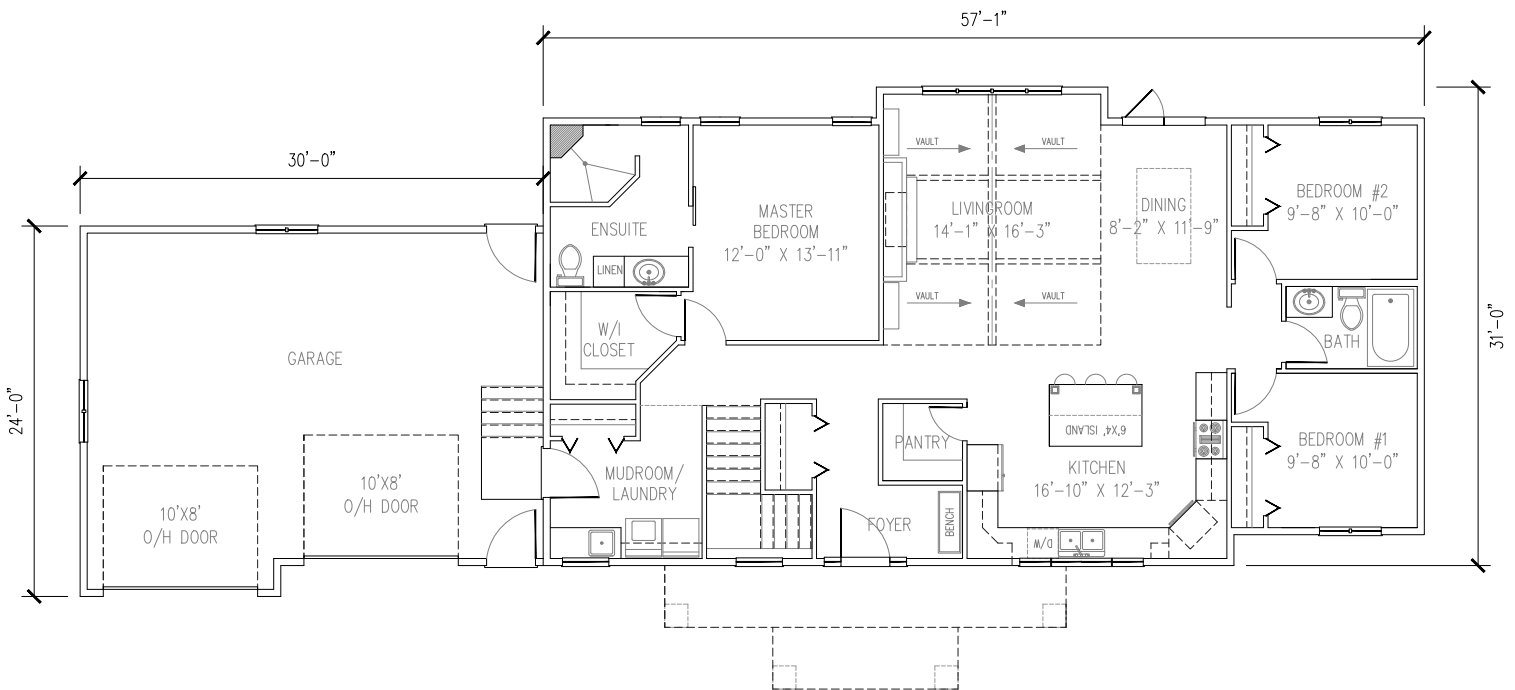 57'-1"
30'-0"
24'-0"
31'-0"
GARAGE
10'X8'
O/H DOOR
10'X8'
O/H DOOR
ENSUITE
LINEN
W/I
CLOSET
MASTER
BEDROOM
12'-0" X 13'-11"
VAULT
VAULT
LIVINGROOM
14'-1" X 16'-3"
VAULT
VAULT
DINING
8'-2" X 11'-9"
BEDROOM #2
9'-8" X 10'-0"
BATH
BEDROOM #1
9'-8" X 10'-0"
6'X4' ISLAND
KITCHEN
16'-10" X 12'-3"
D/W
PANTRY
FOYER
BENCH
MUDROOM/
LAUNDRY